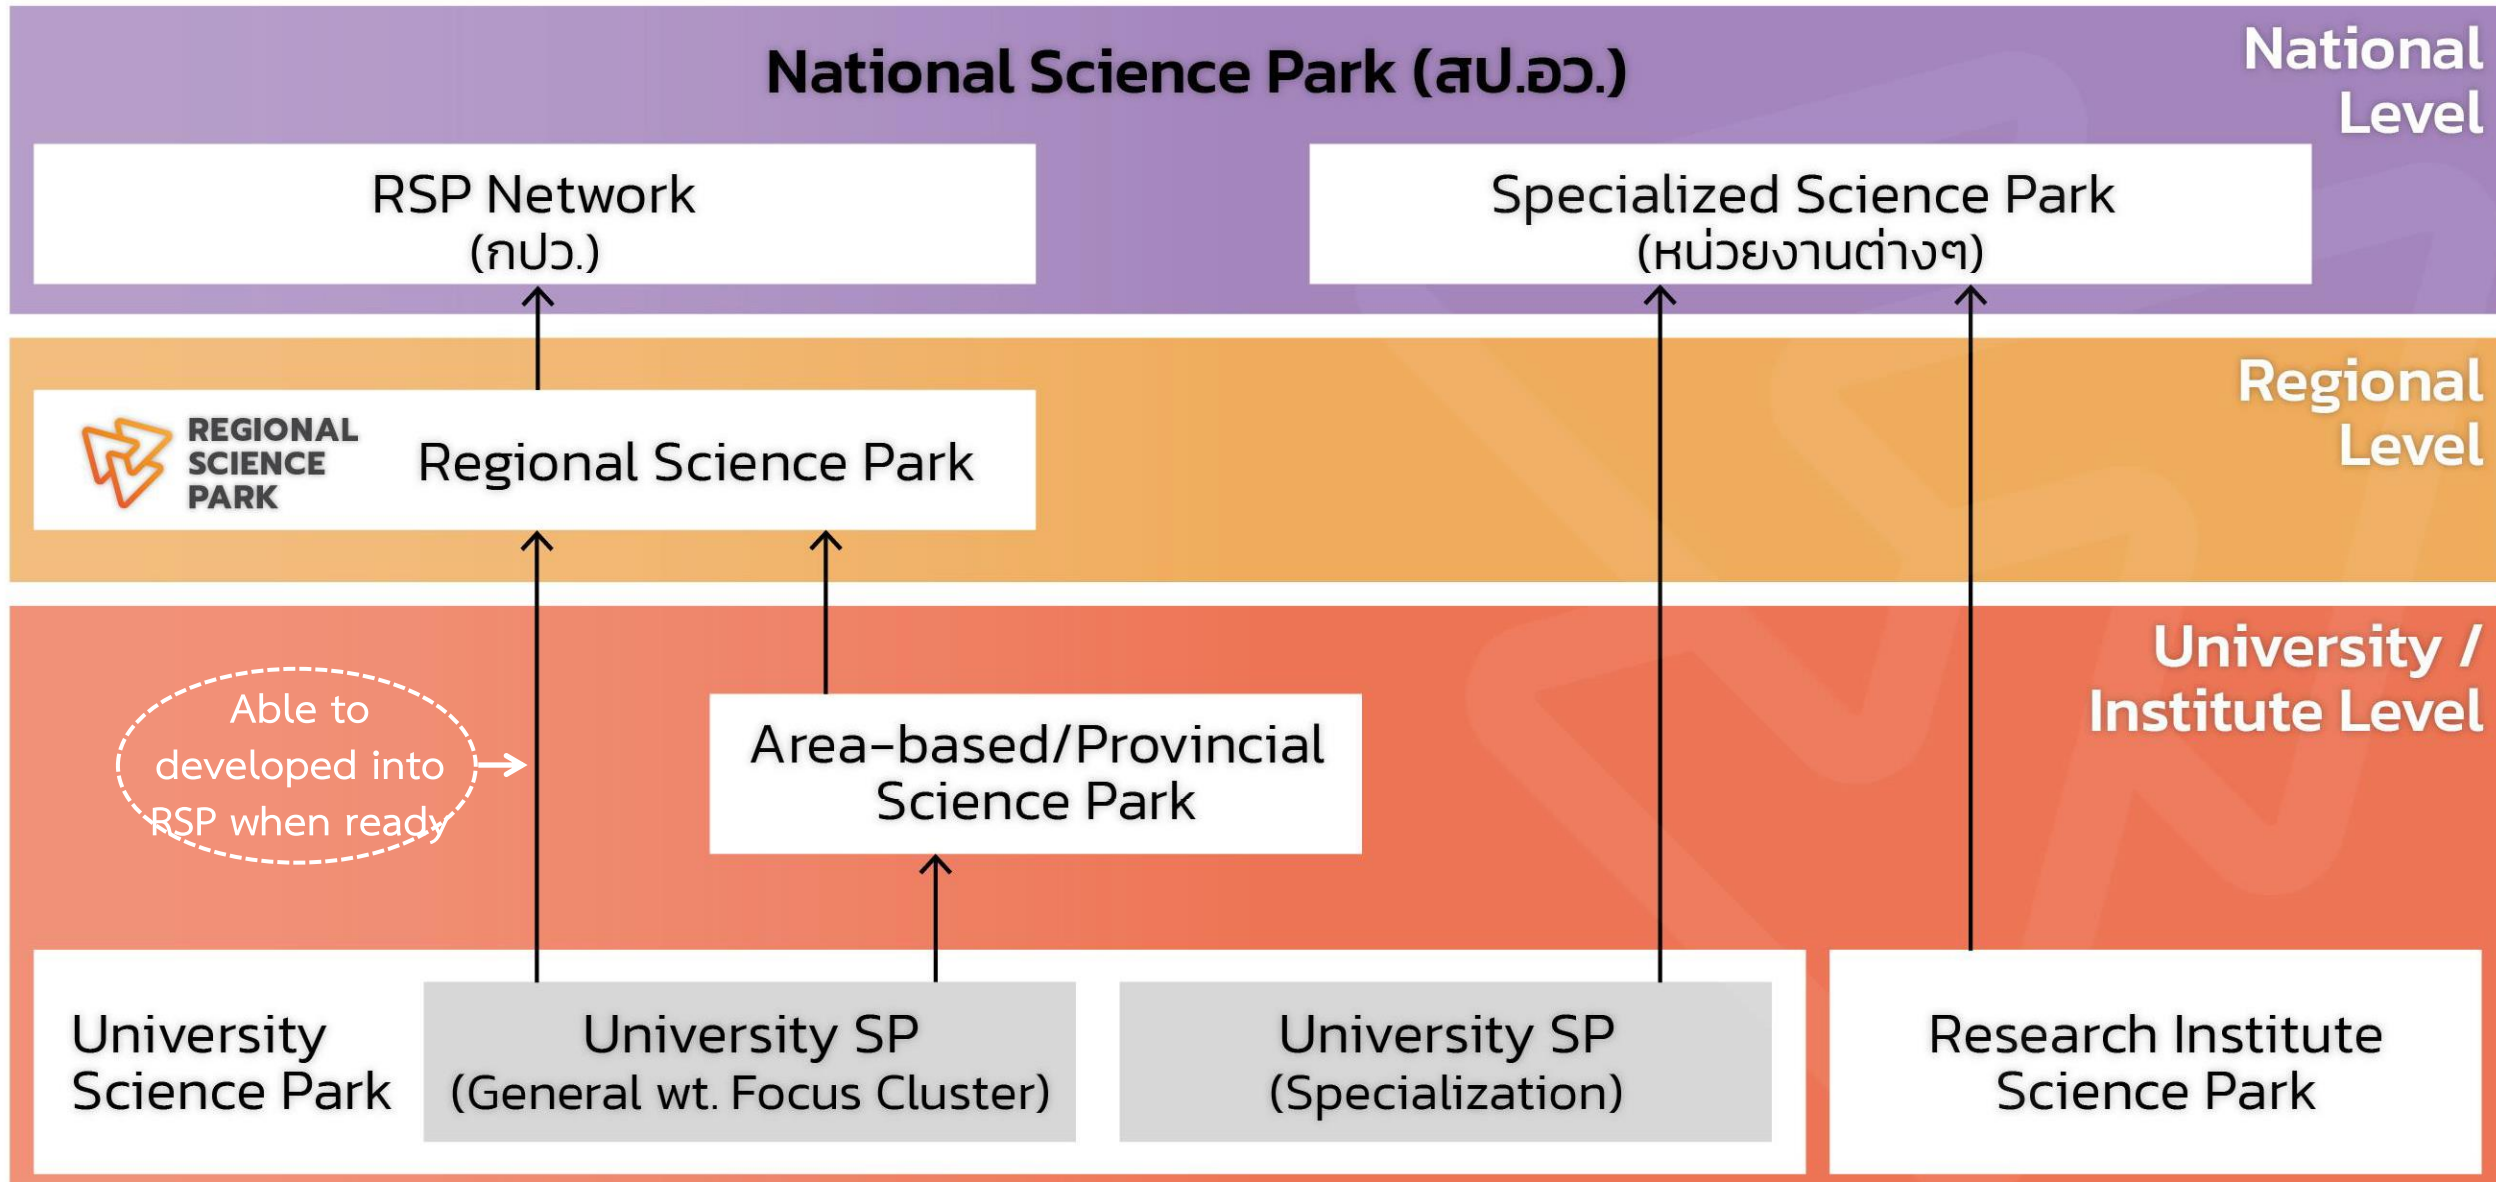 National Science Park (สป.อว.)
National
Level
RSP Network
(กปว.)
Specialized Science Park
(หน่วยงานต่างๆ)
Regional
Level
REGIONAL
SCIENCE
PARK
Regional Science Park
University /
Institute Level
Able to
developed into
RSP when ready
Area-based/Provincial
Science Park
University
Science Park
University SP
(General wt. Focus Cluster)
University SP
(Specialization)
Research Institute
Science Park